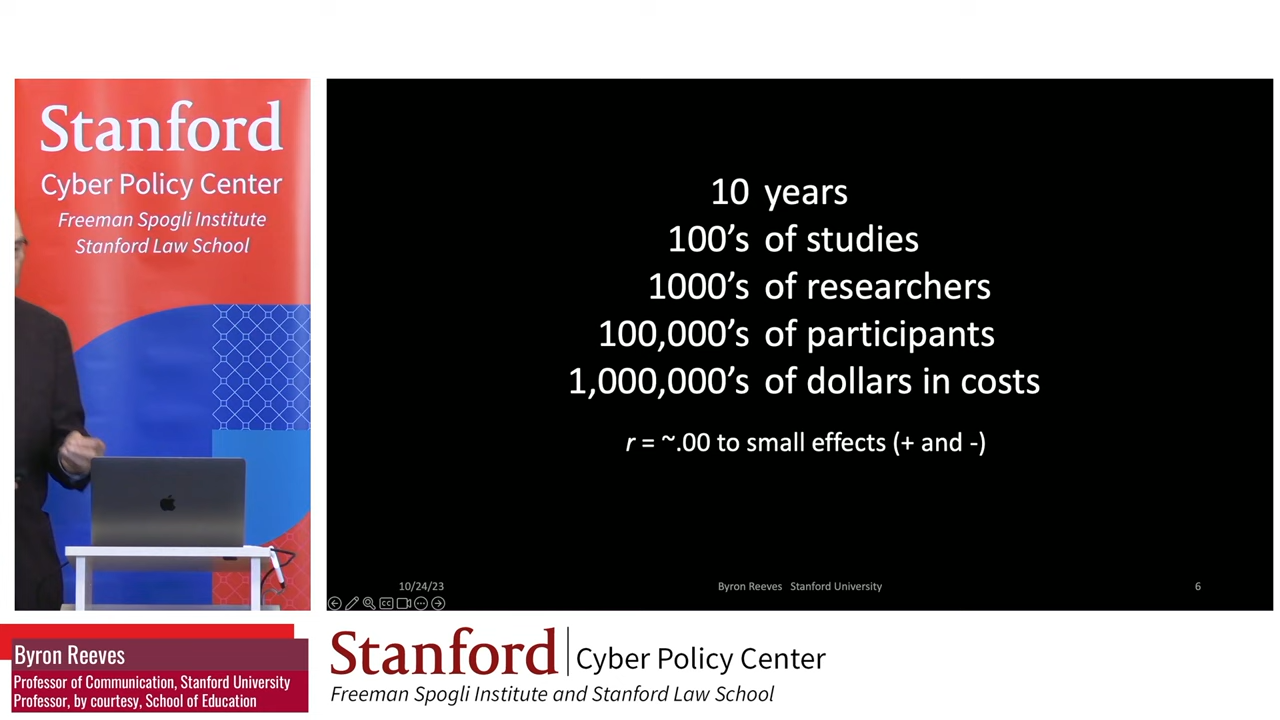 Stanford
Cyber Policy Center
Freeman Spogli Institute
Stanford Law School
10 years
100’s of studies
1000’s of researchers
100,000’s of participants
1,000,000’s of dollars in costs
r = ~.00 to small effects (+ and -)
10/24/23
Byron Reeves Stanford University
6
CC
Byron Reeves
Professor of Communication, Stanford University
Professor, by courtesy, School of Education
Stanford Cyber Policy Center
Freeman Spogli Institute and Stanford Law School